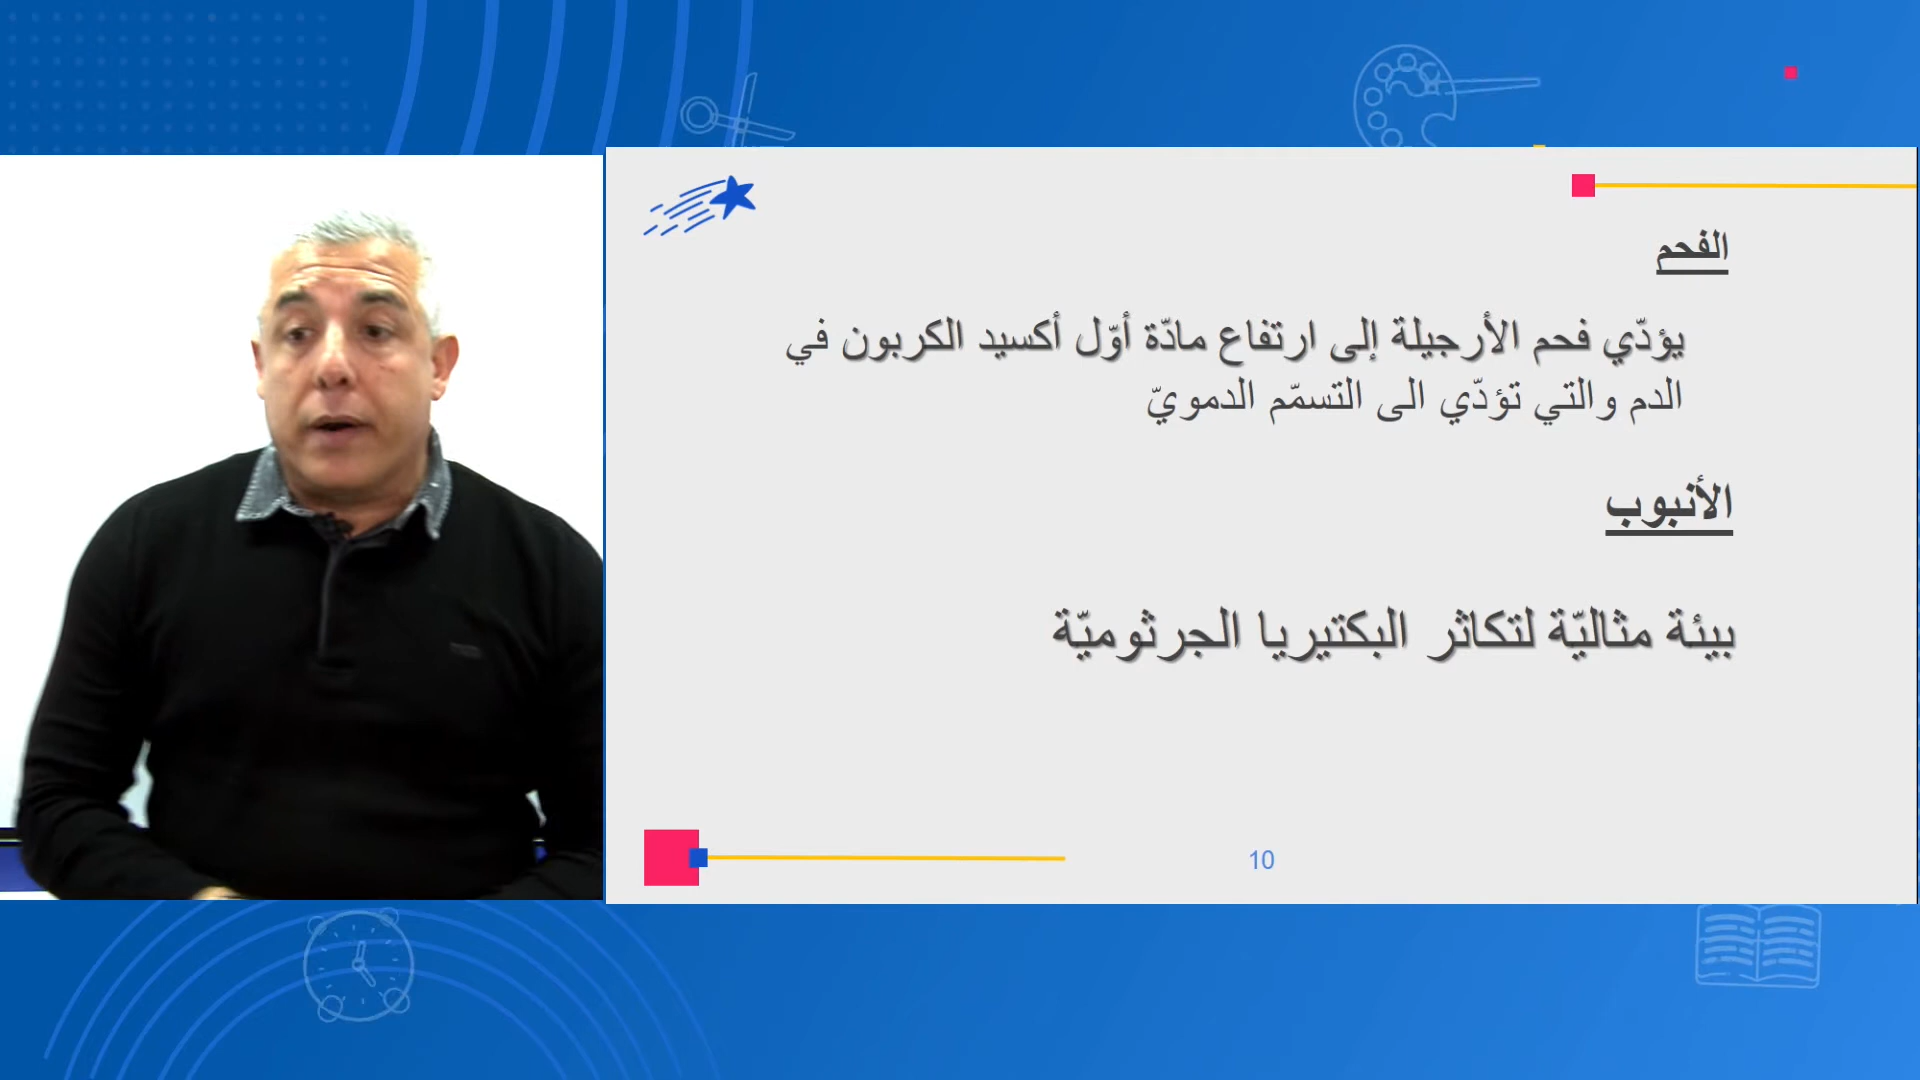 الفحم
يؤدّي فحم الأرجيلة إلى ارتفاع مادّة أوّل أكسيد الكربون في
الدم والتي تؤدّي الى التسمّم الدمويّ
الأنبوب
بيئة مثاليّة لتكاثر البكتيريا الجرثوميّة
10